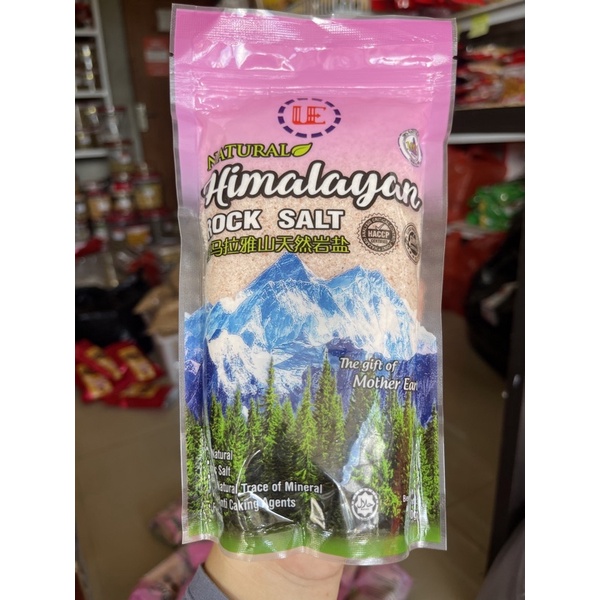 UE
NATURAL
Himalayan
ROCK SALT
马拉雅山天然岩盐
HACCP
The gift of
Mother Ear
Natural
Salt
Natural Trace of Mineral
Anti Caking Agents